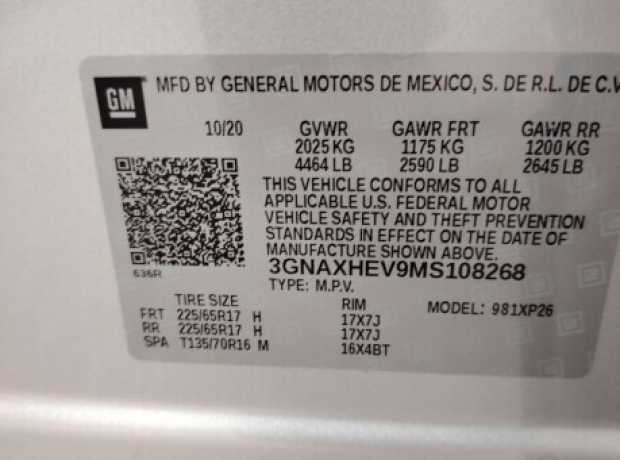 GM
MFD BY GENERAL MOTORS DE MEXICO, S. DE R.L. DE C.V
10/20 GVWR GAWR FRT GAWR RR
2025 KG 1175 KG 1200 KG
4464 LB 2590 LB 2645 LB
THIS VEHICLE CONFORMS TO ALL
APPLICABLE U.S. FEDERAL MOTOR
VEHICLE SAFETY AND THEFT PREVENTION
STANDARDS IN EFFECT ON THE DATE OF
MANUFACTURE SHOWN ABOVE.
3GNAXHEV9MS108268
636R
TYPE: M.P.V.
TIRE SIZE RIM MODEL: 981XP26
FRT 225/65R17 H 17X7J
RR 225/65R17 H 17X7J
SPA T135/70R16 M 16X4BT